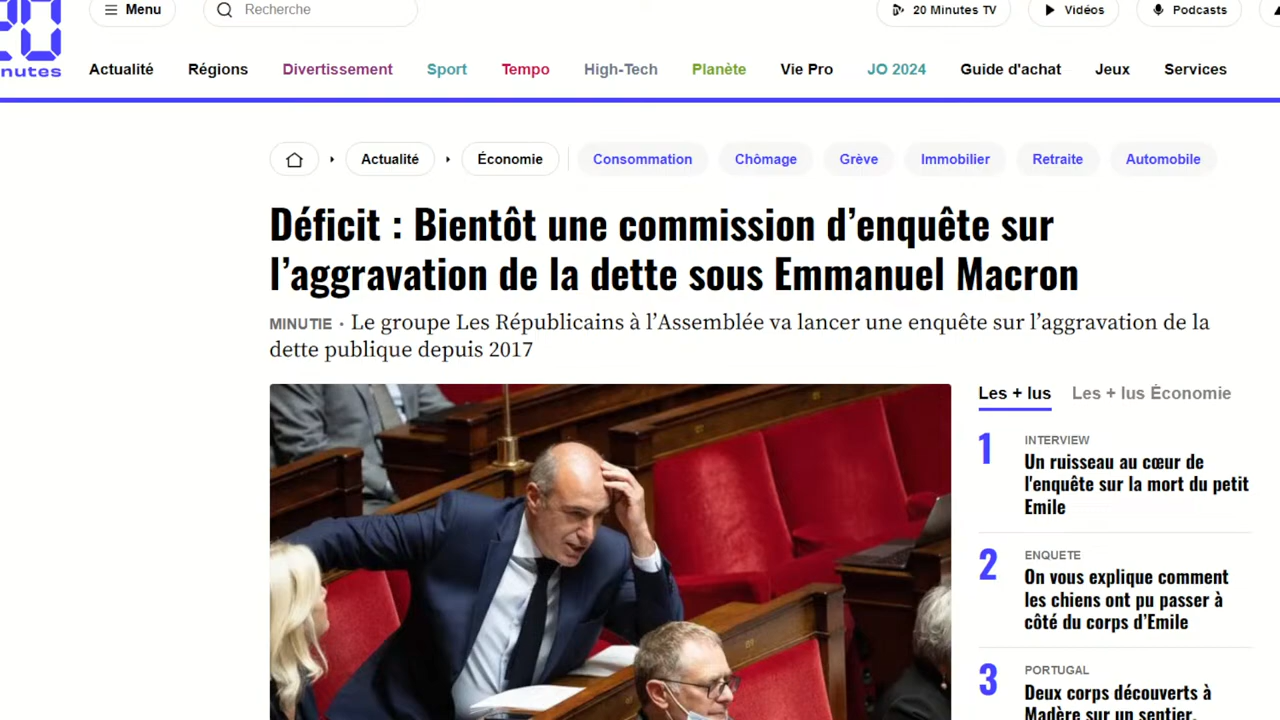 20
Menu
Recherche
20 Minutes TV
Vidéos
Podcasts
nutes
Actualité
Régions
Divertissement
Sport
Tempo
High-Tech
Planète
Vie Pro
JO 2024
Guide d'achat
Jeux
Services
Actualité
Économie
Consommation
Chômage
Grève
Immobilier
Retraite
Automobile
Déficit : Bientôt une commission d’enquête sur
l’aggravation de la dette sous Emmanuel Macron
MINUTIE • Le groupe Les Républicains à l’Assemblée va lancer une enquête sur l’aggravation de la
dette publique depuis 2017
Les + lus
Les + lus Économie
1
INTERVIEW
Un ruisseau au cœur de
l'enquête sur la mort du petit
Emile
2
ENQUETE
On vous explique comment
les chiens ont pu passer à
côté du corps d’Emile
3
PORTUGAL
Deux corps découverts à
Madère sur un sentier,